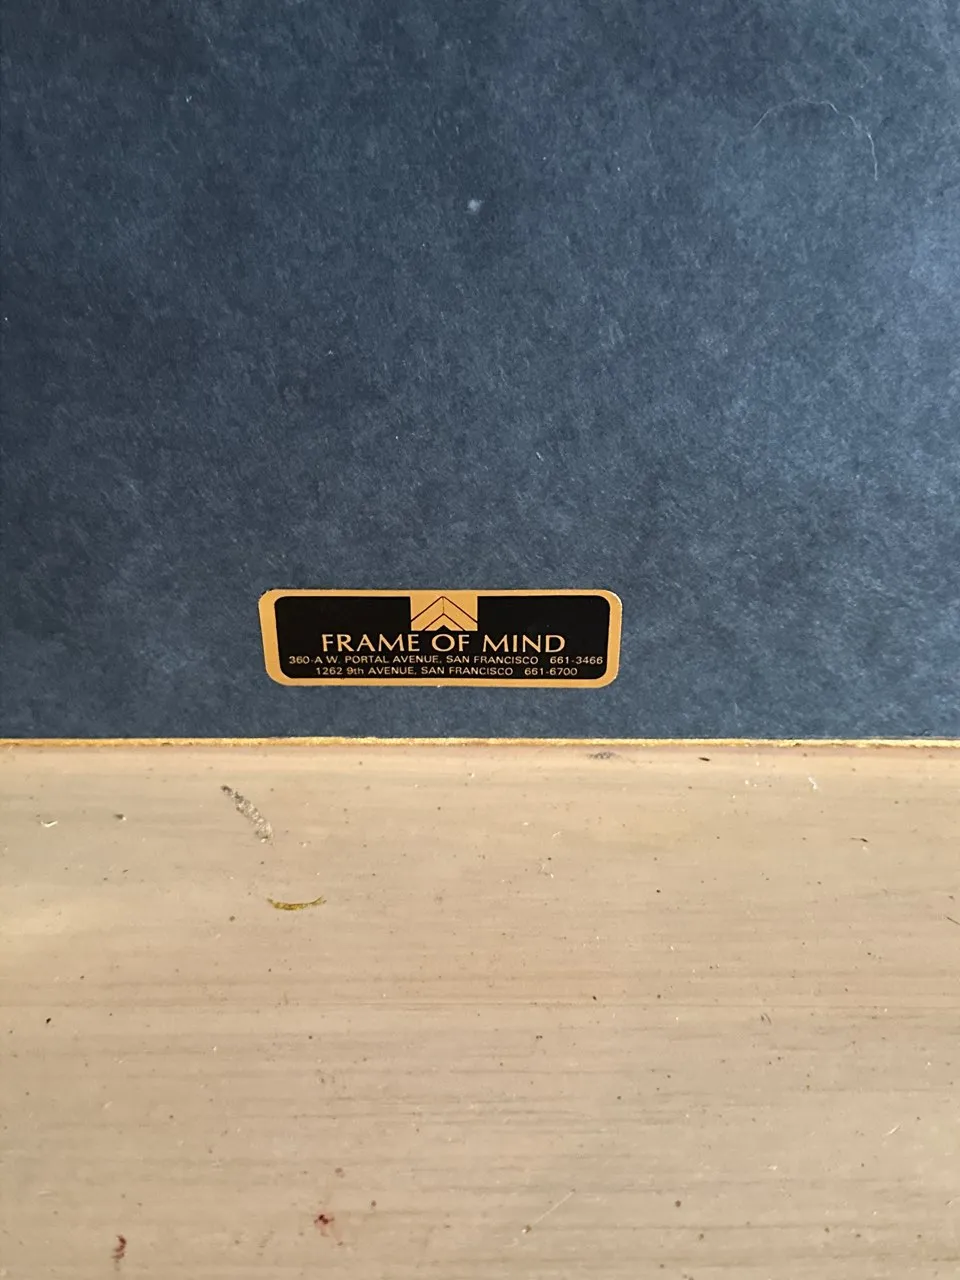 FRAME OF MIND
360-A W. PORTAL AVENUE, SAN FRANCISCO 661-3466
1262 9th AVENUE, SAN FRANCISCO 661-6700